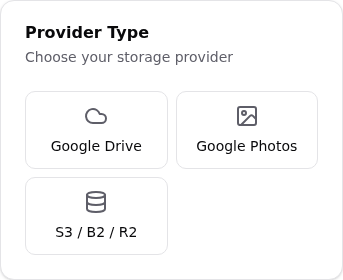 Provider Type
Choose your storage provider
Google Drive
Google Photos
S3 / B2 / R2